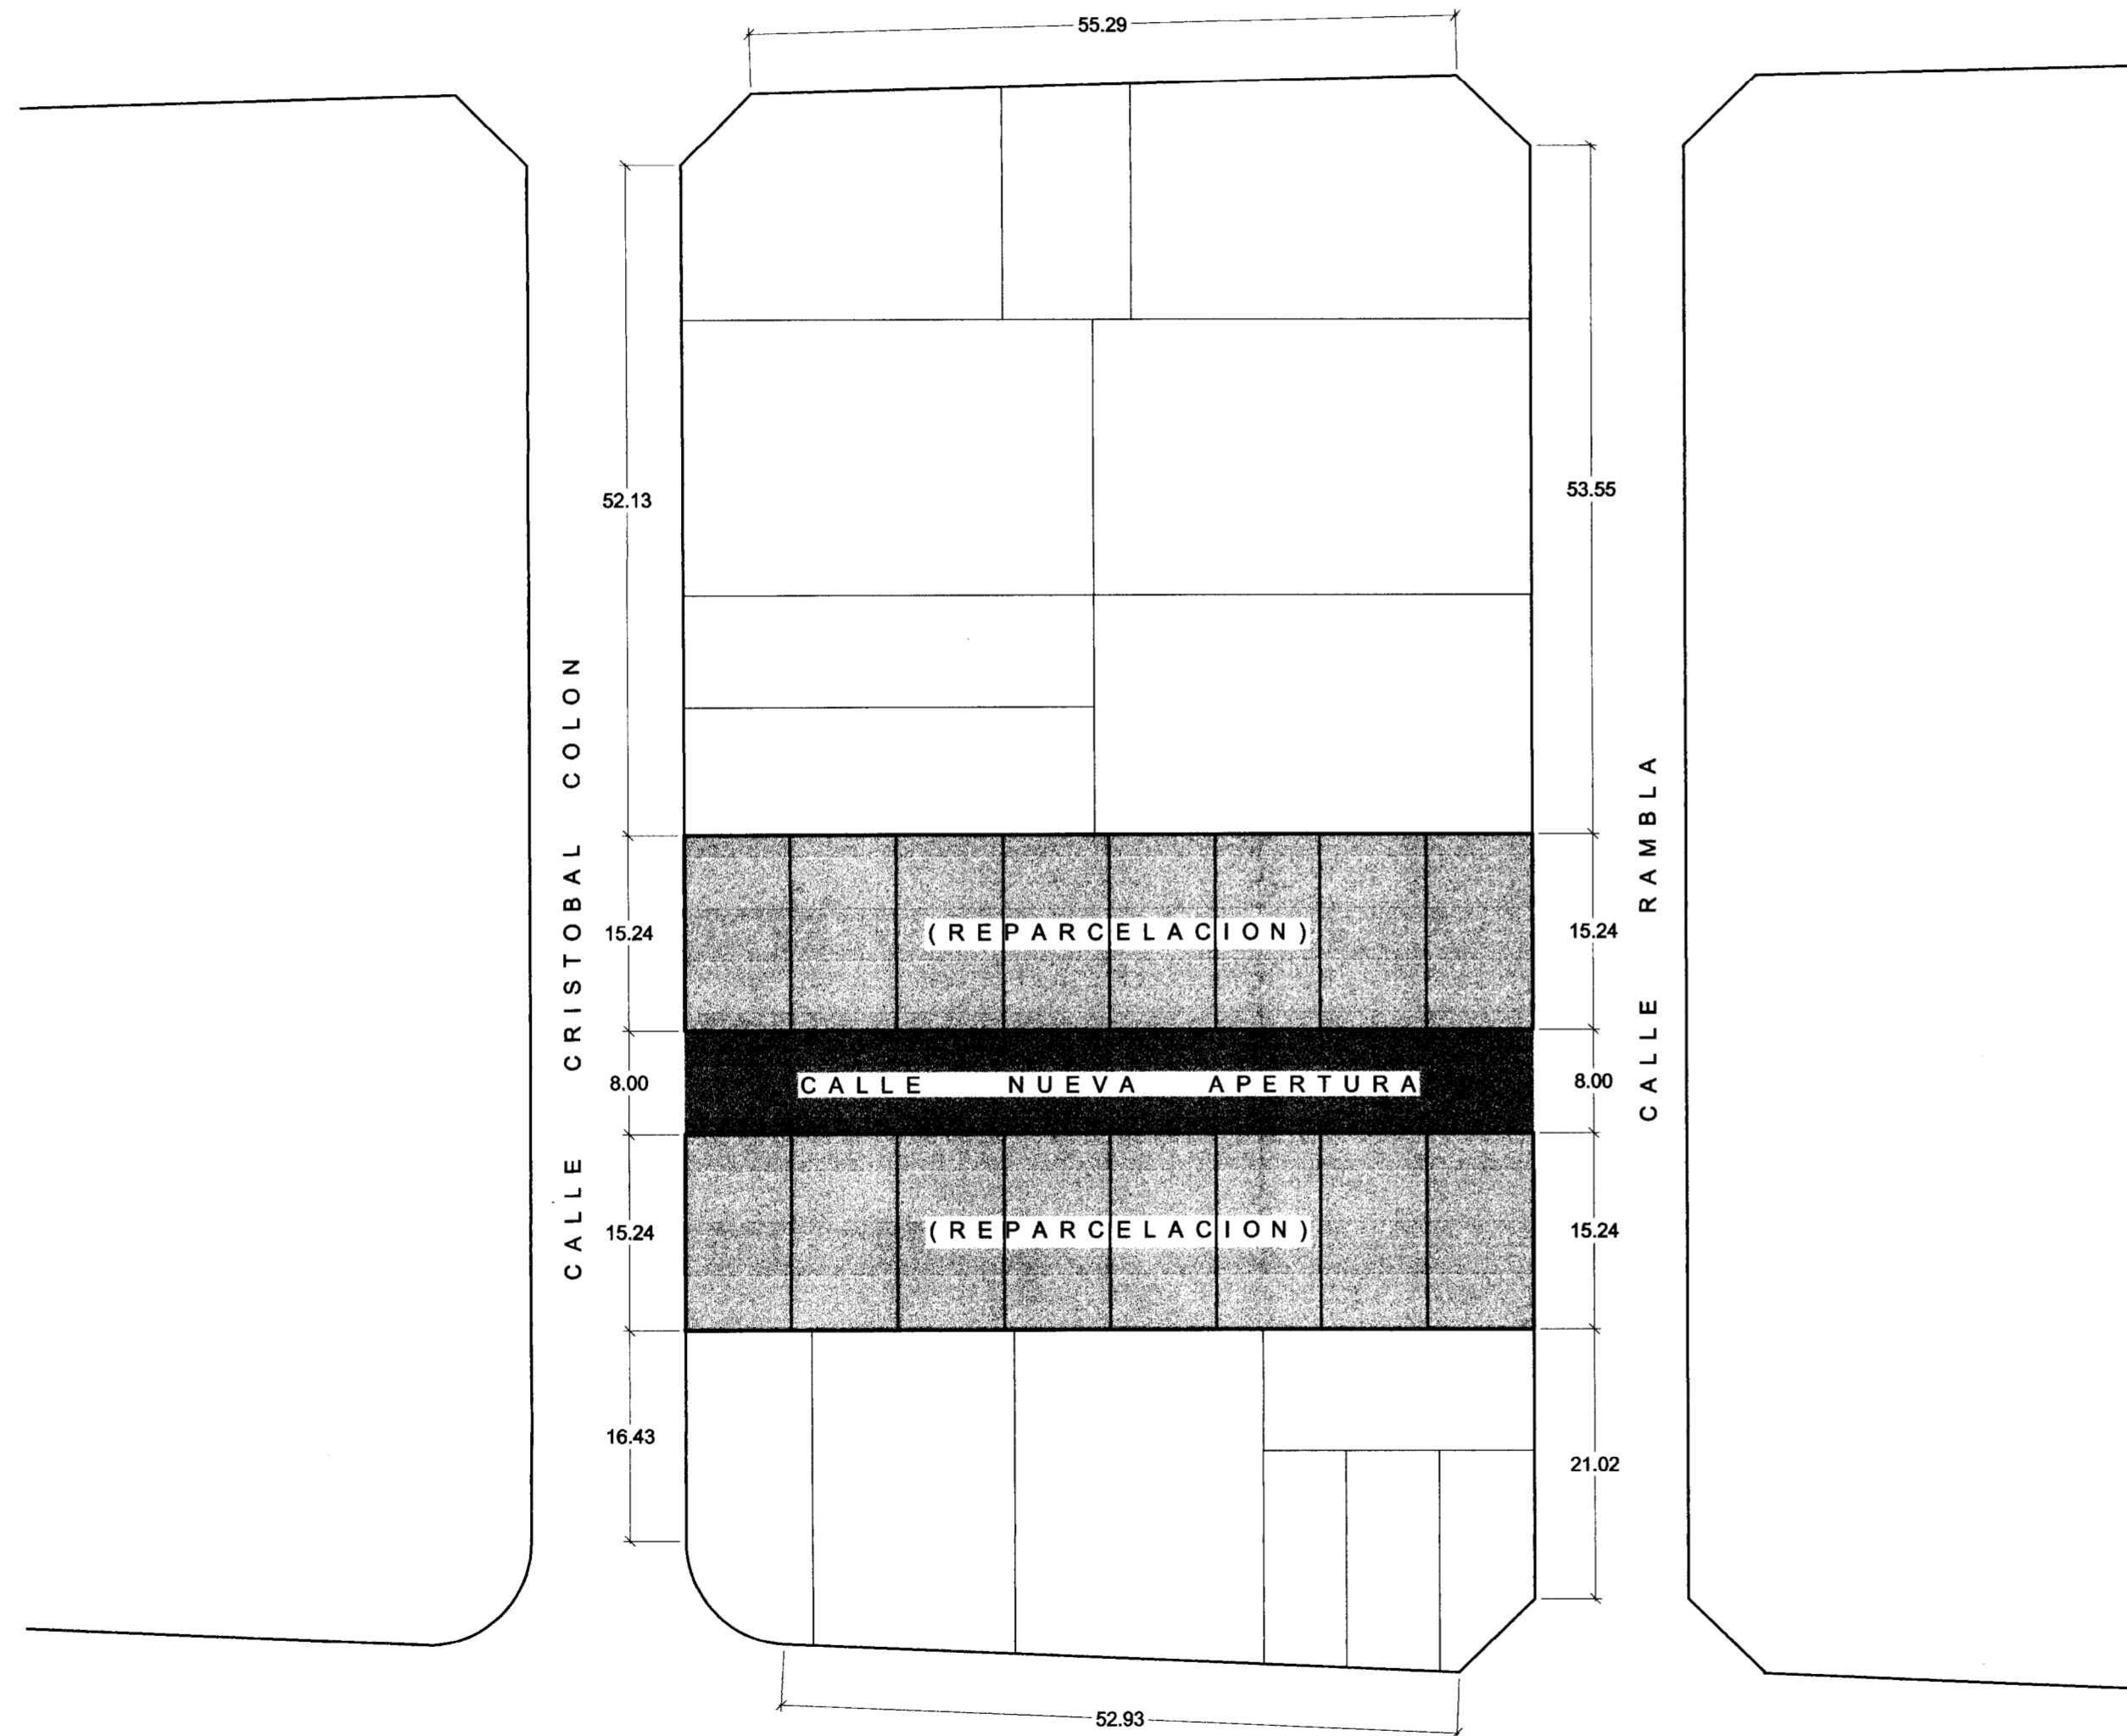 55.29
52.13
53.55
CALLE CRISTOBAL COLON
CALLE RAMBLA
15.24
(REPARCELACION)
15.24
8.00
CALLE NUEVA APERTURA
8.00
15.24
(REPARCELACION)
15.24
16.43
21.02
52.93